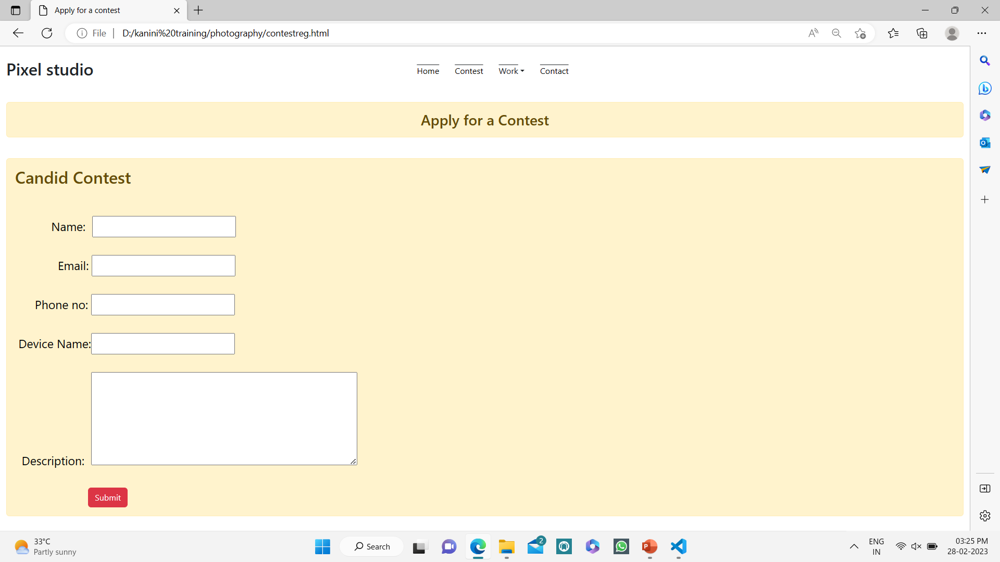 Apply for a contest
File D:/kanini%20training/photography/contestreg.html
Pixel studio
Home Contest Work Contact
Apply for a Contest
Candid Contest
Name:
Email:
Phone no:
Device Name:
Description:
Submit
33°C
Partly sunny
Search
2
ENG
IN
03:25 PM
28-02-2023